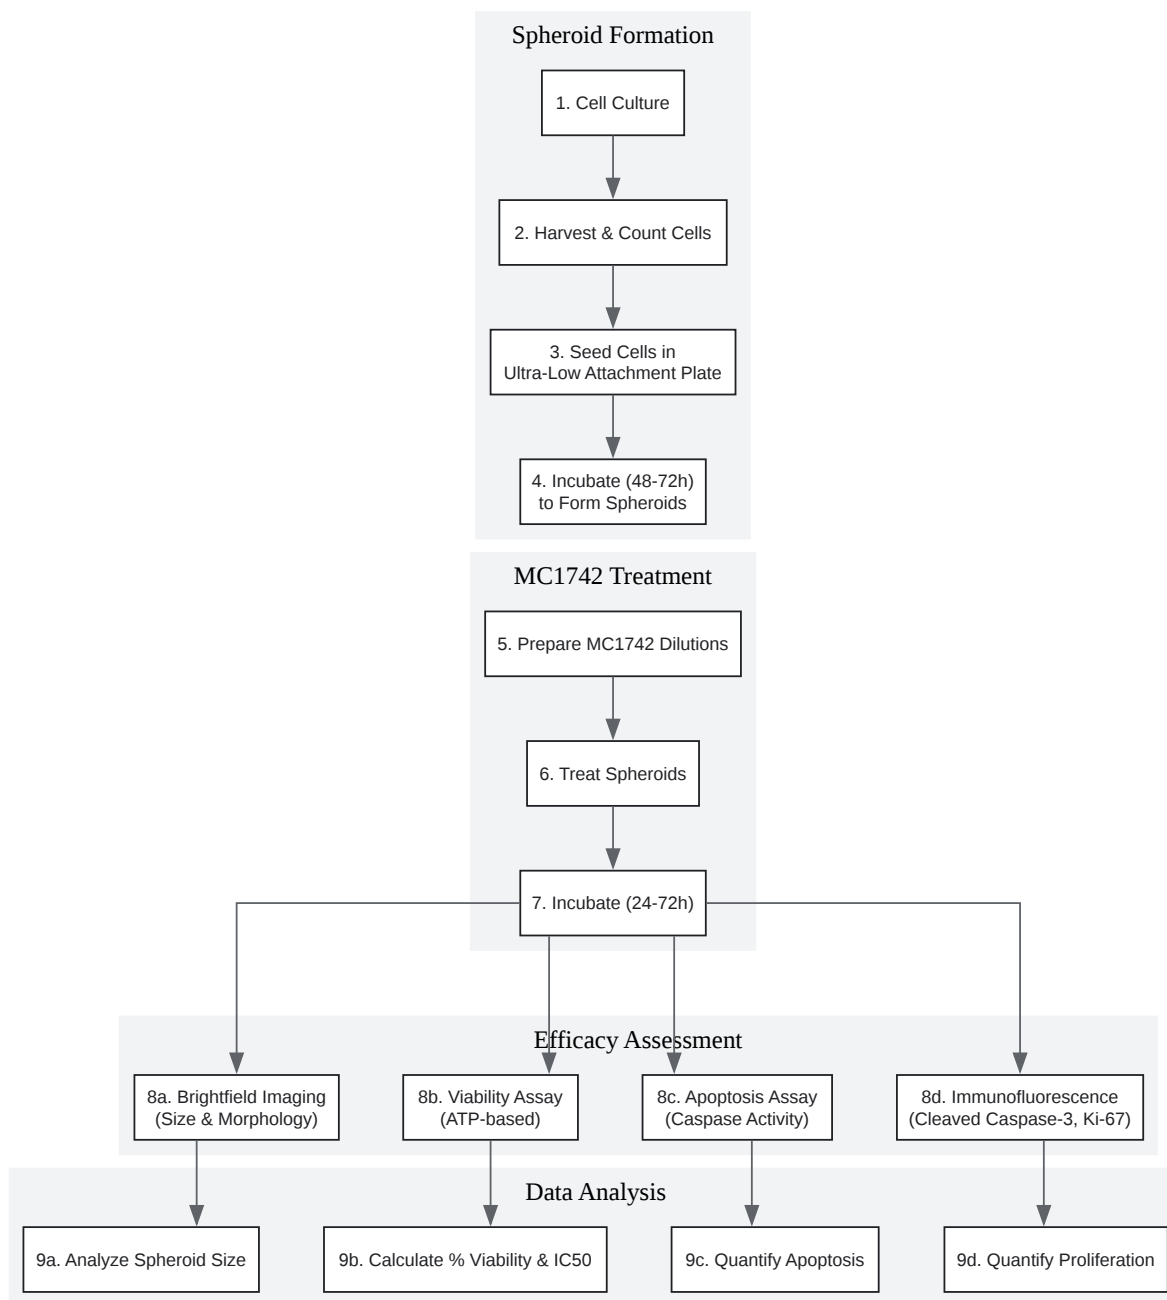 Spheroid Formation
1. Cell Culture
2. Harvest & Count Cells
3. Seed Cells in
Ultra-Low Attachment Plate
4. Incubate (48-72h)
to Form Spheroids
MC1742 Treatment
5. Prepare MC1742 Dilutions
6. Treat Spheroids
7. Incubate (24-72h)
Efficacy Assessment
8a. Brightfield Imaging
(Size & Morphology)
8b. Viability Assay
(ATP-based)
8c. Apoptosis Assay
(Caspase Activity)
8d. Immunofluorescence
(Cleaved Caspase-3, Ki-67)
Data Analysis
9a. Analyze Spheroid Size
9b. Calculate % Viability & IC50
9c. Quantify Apoptosis
9d. Quantify Proliferation